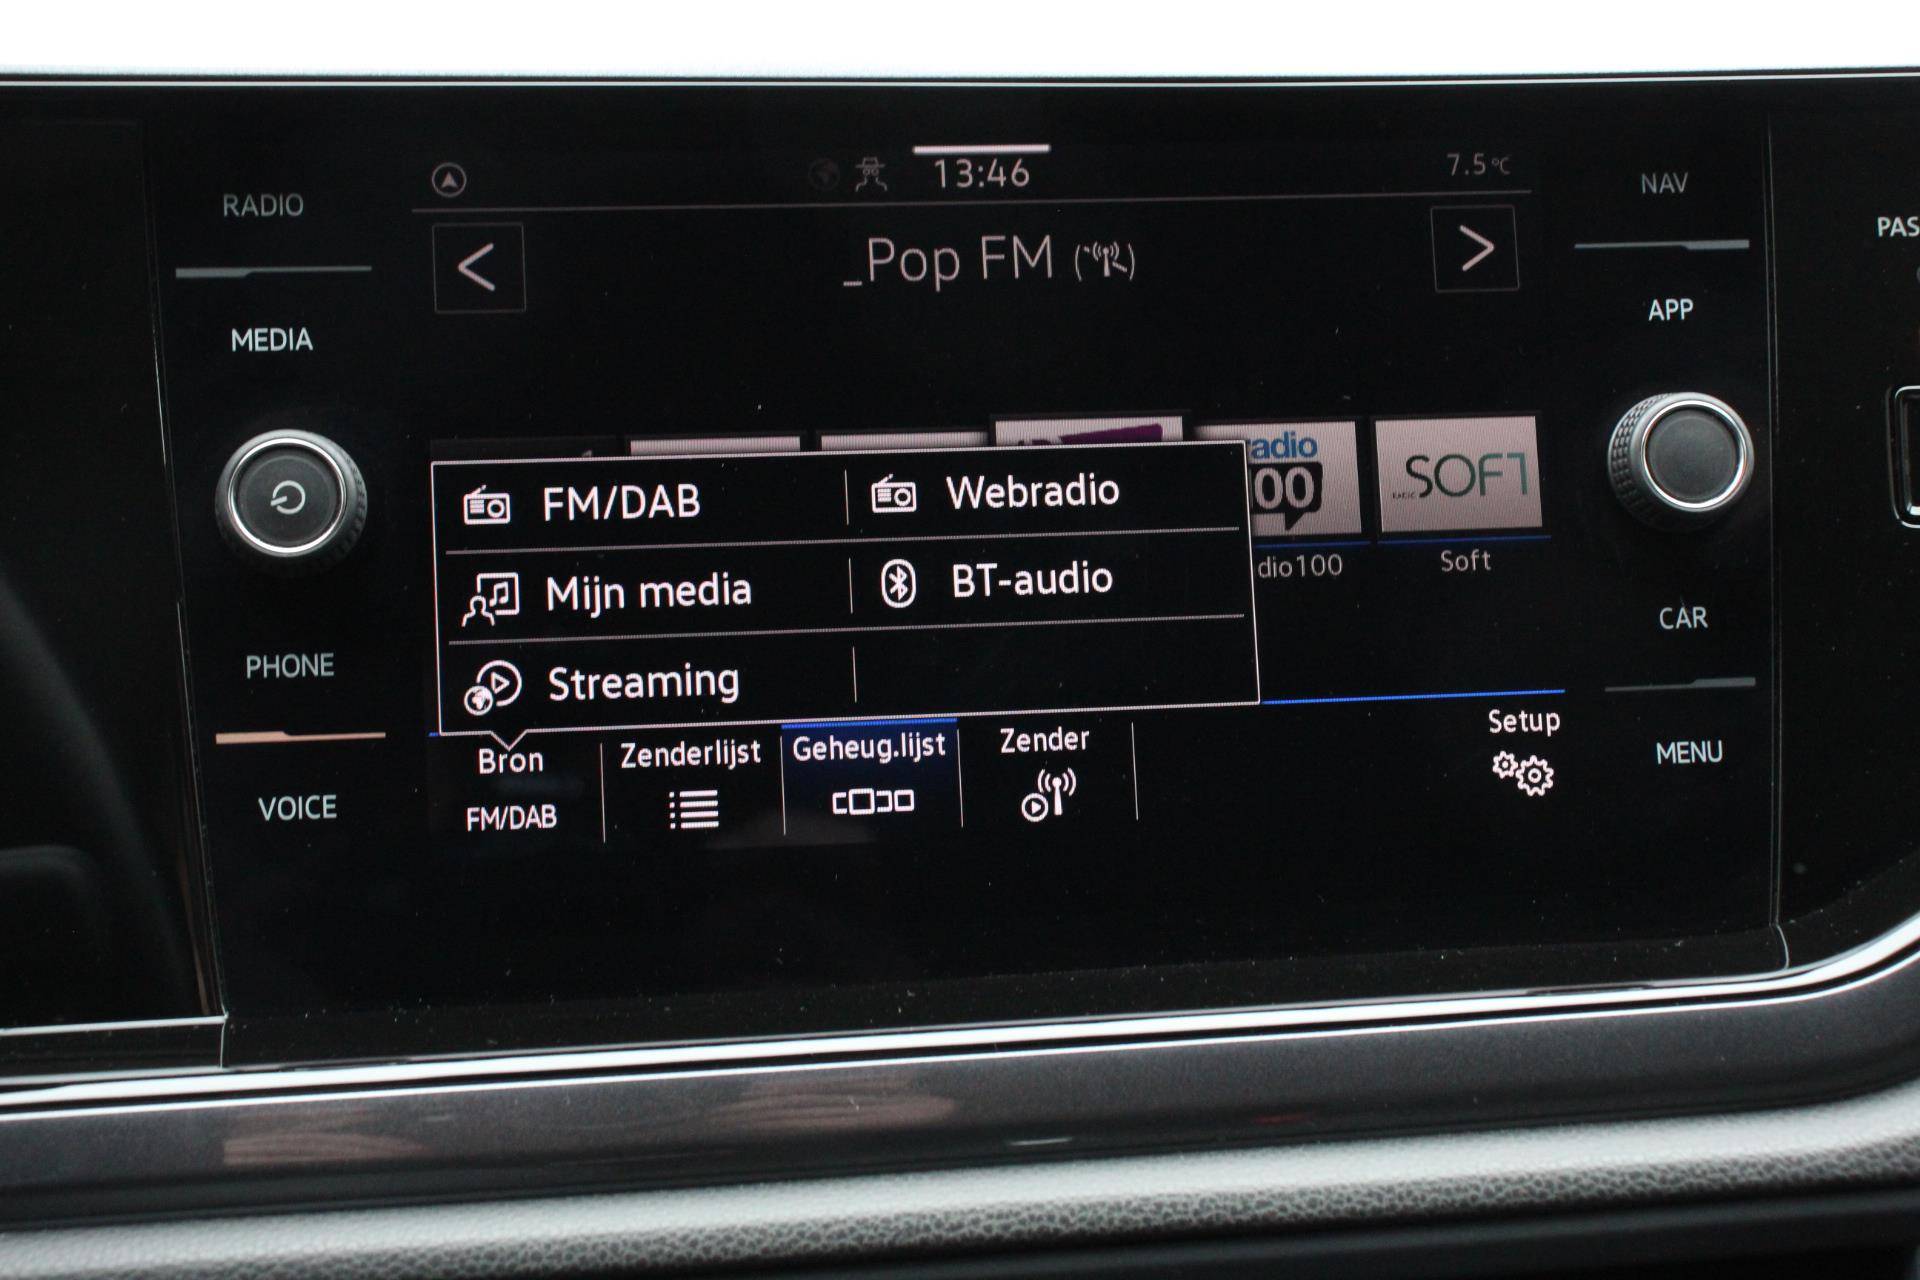 RADIO
MEDIA
PHONE
VOICE
13:46
7.5°C
_Pop FM
FM/DAB
Webradio
Mijn media
BT-audio
Streaming
adio
00
dio100
SOFT
Soft
Bron
FM/DAB
Zenderlijst
Geheug.lijst
Zender
Setup
NAV
APP
CAR
MENU
PAS